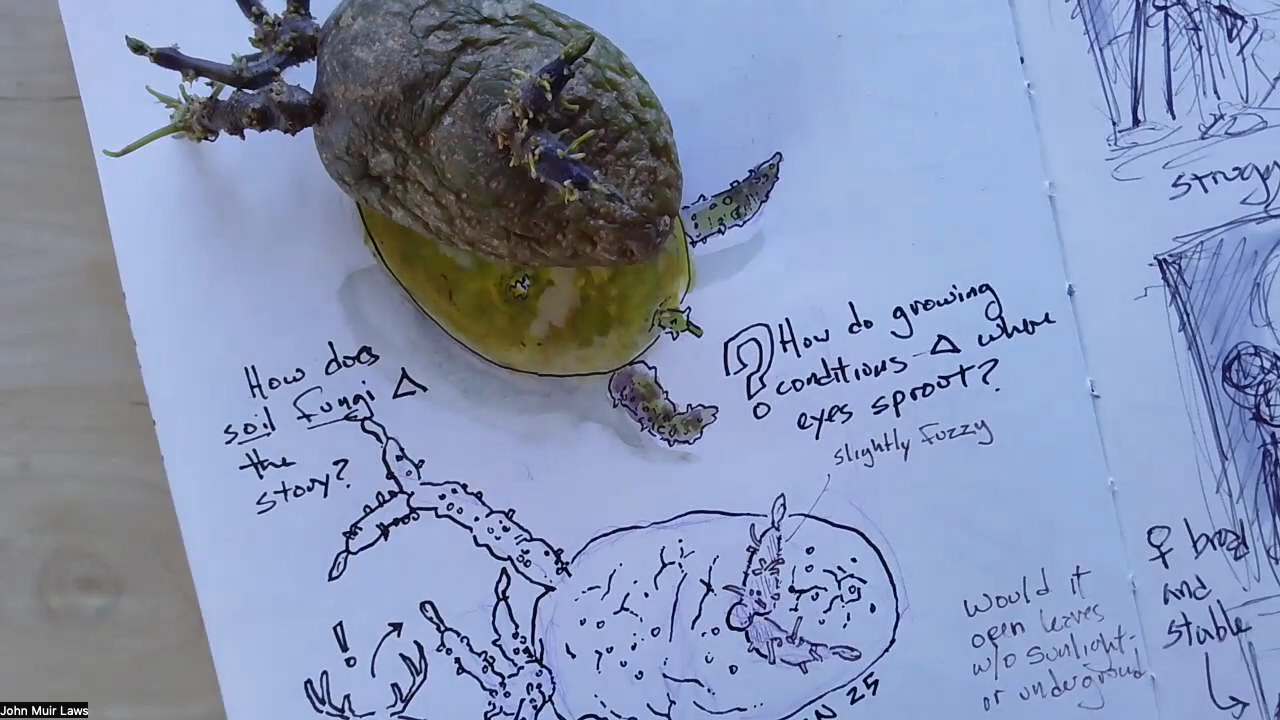 How does
soil fungi Δ
the
story?
? How do growing
conditions Δ where
eyes sprout?
slightly fuzzy
!
25
Would it
open leaves
w/o sunlight-
or underground
♀ broad
and
stable
John Muir Laws